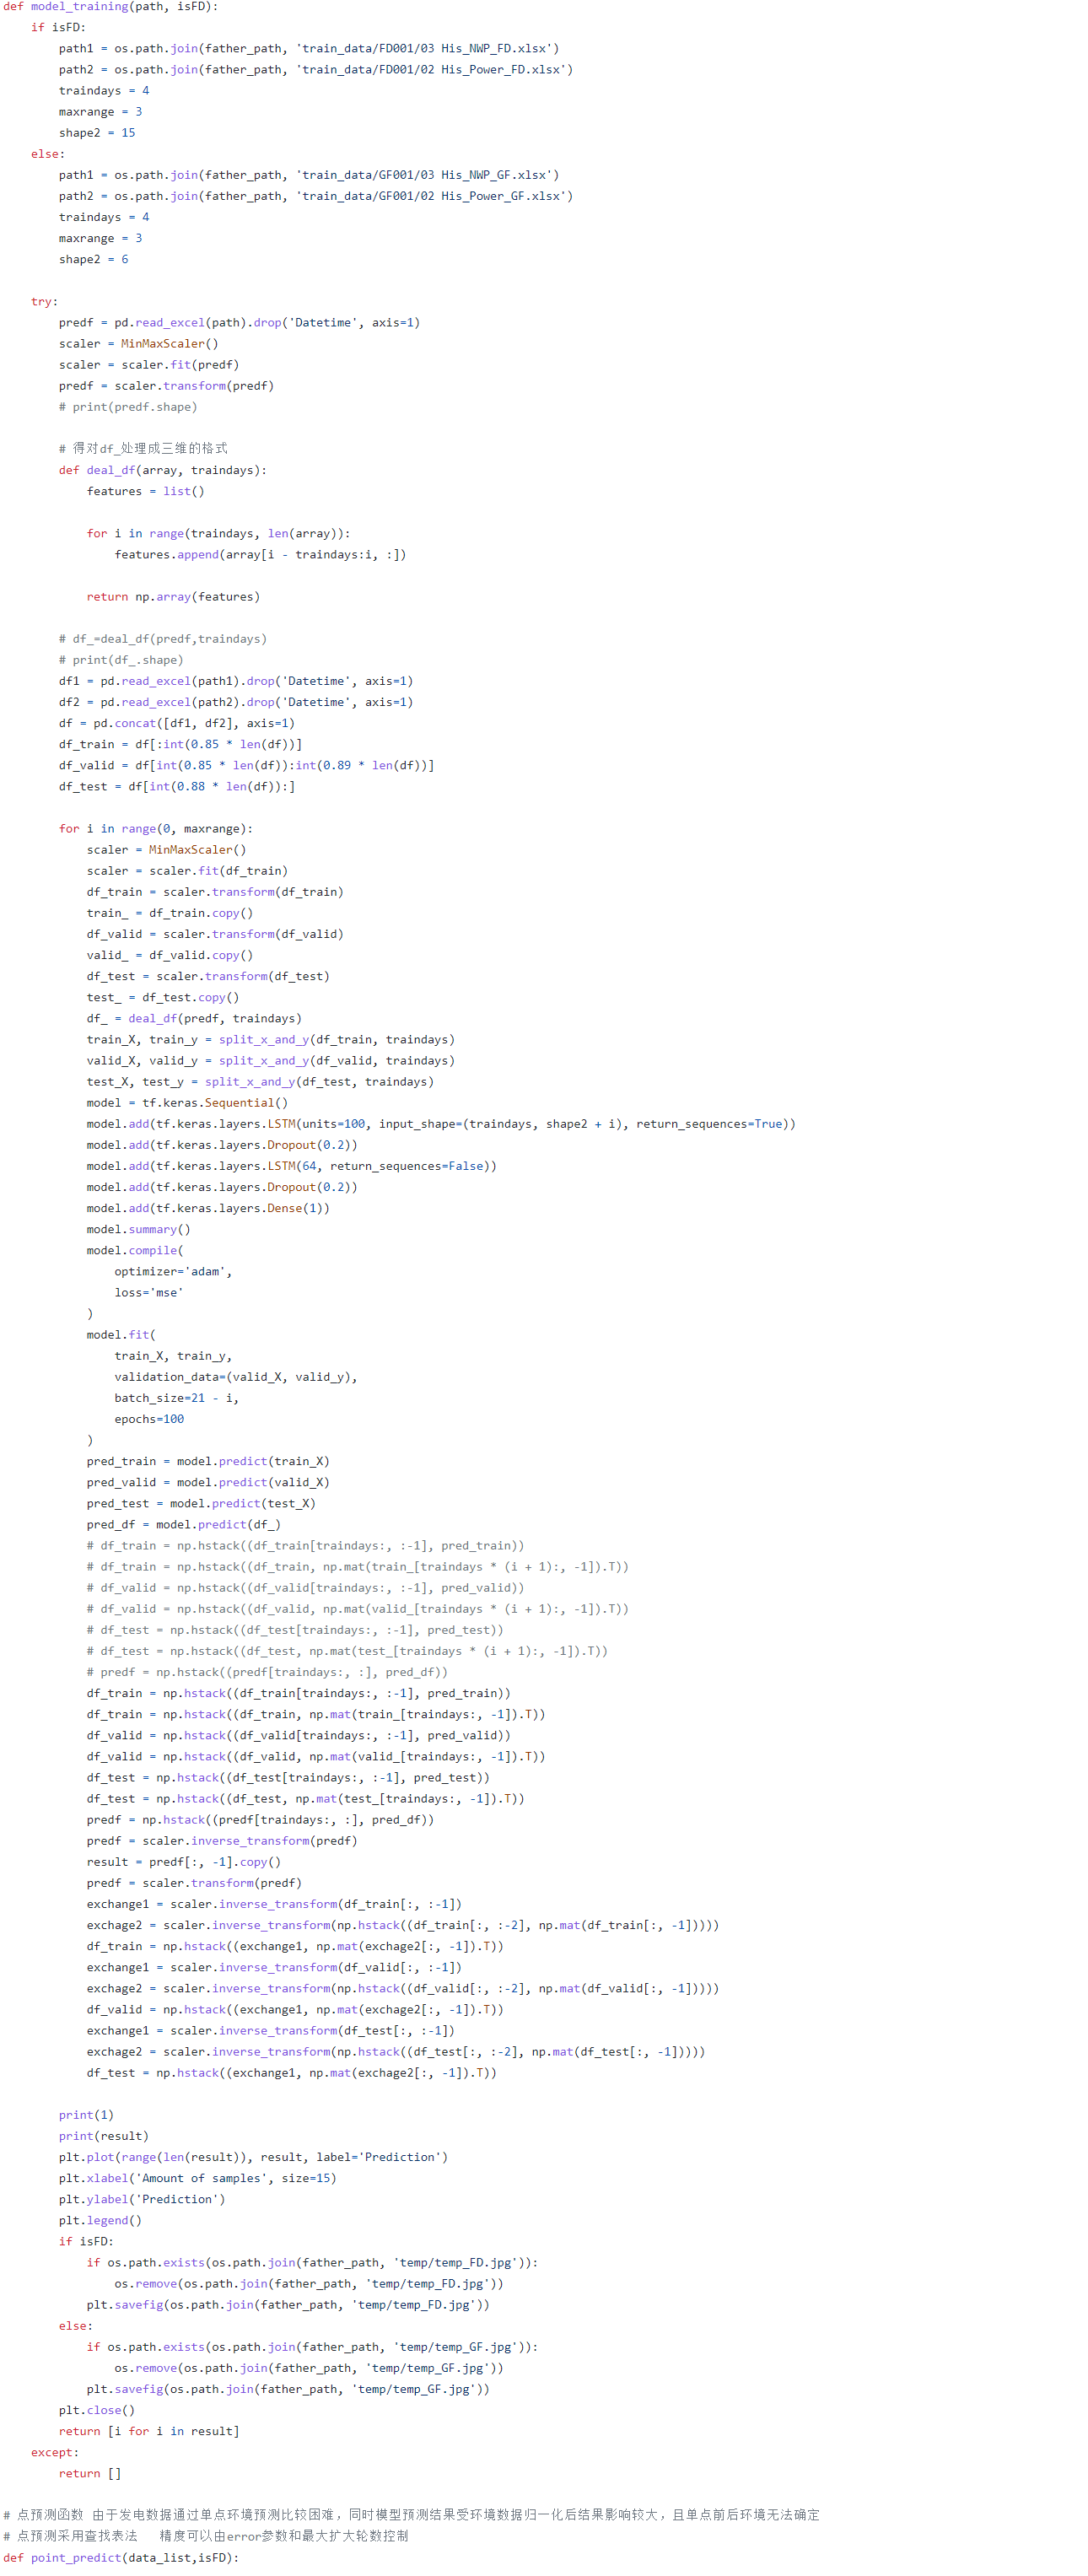 def model_training(path, isFD):
    if isFD:
        path1 = os.path.join(father_path, 'train_data/FD001/03 His_NWP_FD.xlsx')
        path2 = os.path.join(father_path, 'train_data/FD001/02 His_Power_FD.xlsx')
        traindays = 4
        maxrange = 3
        shape2 = 15
    else:
        path1 = os.path.join(father_path, 'train_data/GF001/03 His_NWP_GF.xlsx')
        path2 = os.path.join(father_path, 'train_data/GF001/02 His_Power_GF.xlsx')
        traindays = 4
        maxrange = 3
        shape2 = 6

    try:
        predf = pd.read_excel(path).drop('Datetime', axis=1)
        scaler = MinMaxScaler()
        scaler = scaler.fit(predf)
        predf = scaler.transform(predf)
        # print(predf.shape)

        # 得对df_处理成三维的格式
        def deal_df(array, traindays):
            features = list()

            for i in range(traindays, len(array)):
                features.append(array[i - traindays:i, :])

            return np.array(features)

        # df_=deal_df(predf,traindays)
        # print(df_.shape)
        df1 = pd.read_excel(path1).drop('Datetime', axis=1)
        df2 = pd.read_excel(path2).drop('Datetime', axis=1)
        df = pd.concat([df1, df2], axis=1)
        df_train = df[:int(0.85 * len(df))]
        df_valid = df[int(0.85 * len(df)):int(0.89 * len(df))]
        df_test = df[int(0.88 * len(df)):]

        for i in range(0, maxrange):
            scaler = MinMaxScaler()
            scaler = scaler.fit(df_train)
            df_train = scaler.transform(df_train)
            train_ = df_train.copy()
            df_valid = scaler.transform(df_valid)
            valid_ = df_valid.copy()
            df_test = scaler.transform(df_test)
            test_ = df_test.copy()
            df_ = deal_df(predf, traindays)
            train_X, train_y = split_x_and_y(df_train, traindays)
            valid_X, valid_y = split_x_and_y(df_valid, traindays)
            test_X, test_y = split_x_and_y(df_test, traindays)
            model = tf.keras.Sequential()
            model.add(tf.keras.layers.LSTM(units=100, input_shape=(traindays, shape2 + i), return_sequences=True))
            model.add(tf.keras.layers.Dropout(0.2))
            model.add(tf.keras.layers.LSTM(64, return_sequences=False))
            model.add(tf.keras.layers.Dropout(0.2))
            model.add(tf.keras.layers.Dense(1))
            model.summary()
            model.compile(
                optimizer='adam',
                loss='mse'
            )
            model.fit(
                train_X, train_y,
                validation_data=(valid_X, valid_y),
                batch_size=21 - i,
                epochs=100
            )
            pred_train = model.predict(train_X)
            pred_valid = model.predict(valid_X)
            pred_test = model.predict(test_X)
            pred_df = model.predict(df_)
            # df_train = np.hstack((df_train[traindays:, :-1], pred_train))
            # df_train = np.hstack((df_train, np.mat(train_[traindays * (i + 1):, -1]).T))
            # df_valid = np.hstack((df_valid[traindays:, :-1], pred_valid))
            # df_valid = np.hstack((df_valid, np.mat(valid_[traindays * (i + 1):, -1]).T))
            # df_test = np.hstack((df_test[traindays:, :-1], pred_test))
            # df_test = np.hstack((df_test, np.mat(test_[traindays * (i + 1):, -1]).T))
            # predf = np.hstack((predf[traindays:, :], pred_df))
            df_train = np.hstack((df_train[traindays:, :-1], pred_train))
            df_train = np.hstack((df_train, np.mat(train_[traindays:, -1]).T))
            df_valid = np.hstack((df_valid[traindays:, :-1], pred_valid))
            df_valid = np.hstack((df_valid, np.mat(valid_[traindays:, -1]).T))
            df_test = np.hstack((df_test[traindays:, :-1], pred_test))
            df_test = np.hstack((df_test, np.mat(test_[traindays:, -1]).T))
            predf = np.hstack((predf[traindays:, :], pred_df))
            predf = scaler.inverse_transform(predf)
            result = predf[:, -1].copy()
            predf = scaler.transform(predf)
            exchange1 = scaler.inverse_transform(df_train[:, :-1])
            exchage2 = scaler.inverse_transform(np.hstack((df_train[:, :-2], np.mat(df_train[:, -1]))))
            df_train = np.hstack((exchange1, np.mat(exchage2[:, -1]).T))
            exchange1 = scaler.inverse_transform(df_valid[:, :-1])
            exchage2 = scaler.inverse_transform(np.hstack((df_valid[:, :-2], np.mat(df_valid[:, -1]))))
            df_valid = np.hstack((exchange1, np.mat(exchage2[:, -1]).T))
            exchange1 = scaler.inverse_transform(df_test[:, :-1])
            exchage2 = scaler.inverse_transform(np.hstack((df_test[:, :-2], np.mat(df_test[:, -1]))))
            df_test = np.hstack((exchange1, np.mat(exchage2[:, -1]).T))

        print(1)
        print(result)
        plt.plot(range(len(result)), result, label='Prediction')
        plt.xlabel('Amount of samples', size=15)
        plt.ylabel('Prediction')
        plt.legend()
        if isFD:
            if os.path.exists(os.path.join(father_path, 'temp/temp_FD.jpg')):
                os.remove(os.path.join(father_path, 'temp/temp_FD.jpg'))
            plt.savefig(os.path.join(father_path, 'temp/temp_FD.jpg'))
        else:
            if os.path.exists(os.path.join(father_path, 'temp/temp_GF.jpg')):
                os.remove(os.path.join(father_path, 'temp/temp_GF.jpg'))
            plt.savefig(os.path.join(father_path, 'temp/temp_GF.jpg'))
        plt.close()
        return [i for i in result]
    except:
        return []

# 点预测函数 由于发电数据通过单点环境预测比较困难，同时模型预测结果受环境数据归一化后结果影响较大，且单点前后环境无法确定
# 点预测采用查找表法   精度可以由error参数和最大扩大轮数控制
def point_predict(data_list,isFD):